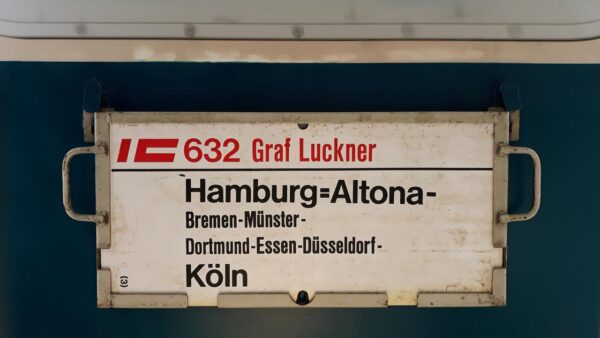 IC 632 Graf Luckner
Hamburg=Altona-
Bremen-Münster-
Dortmund-Essen-Düsseldorf-
Köln
(3)